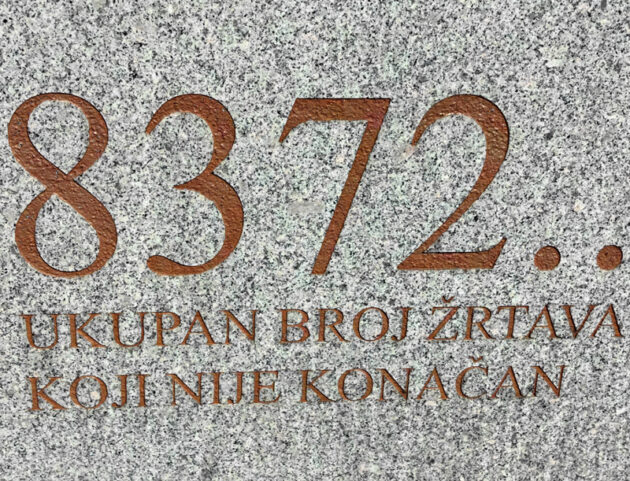 8372..
UKUPAN BROJ ŽRTAVA
KOJI NIJE KONAČAN